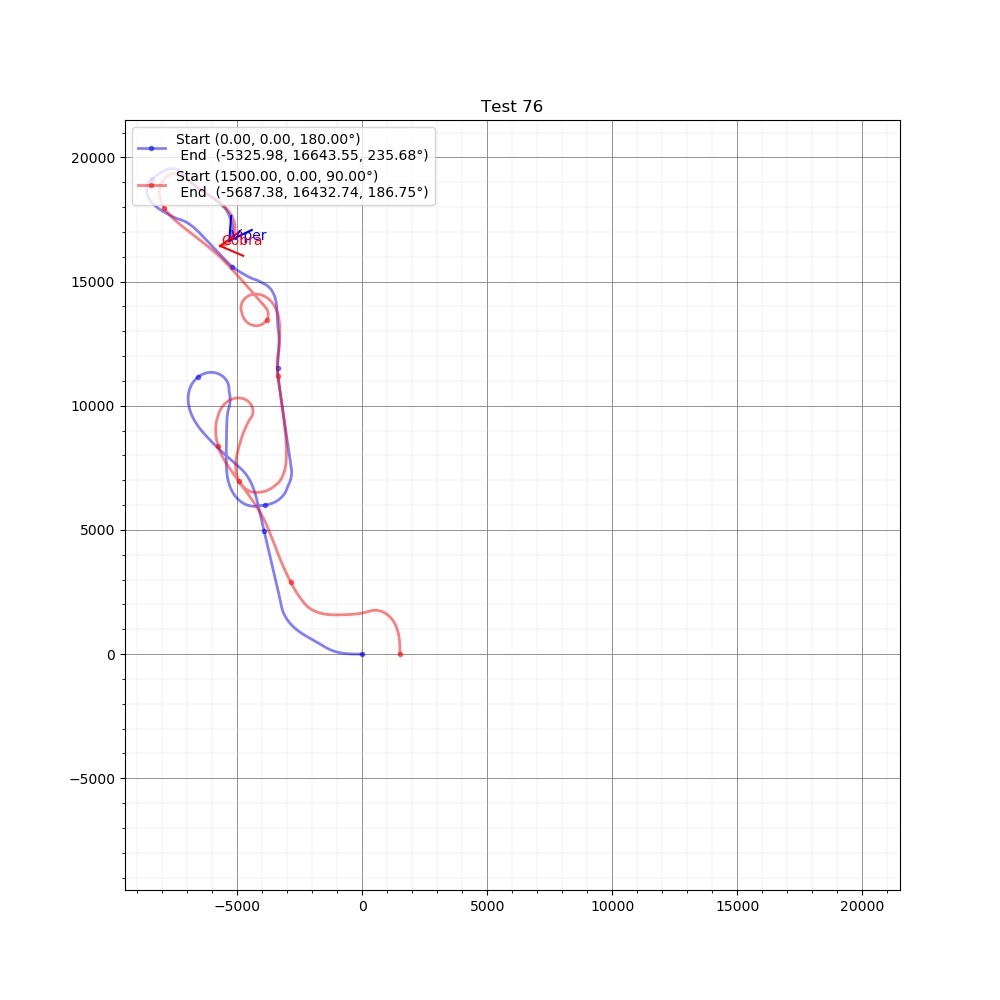 Test 76
Start (0.00, 0.00, 180.00°)
End (-5325.98, 16643.55, 235.68°)
Start (1500.00, 0.00, 90.00°)
End (-5687.38, 16432.74, 186.75°)
Cobra
20000
15000
10000
5000
0
−5000
−5000
0
5000
10000
15000
20000